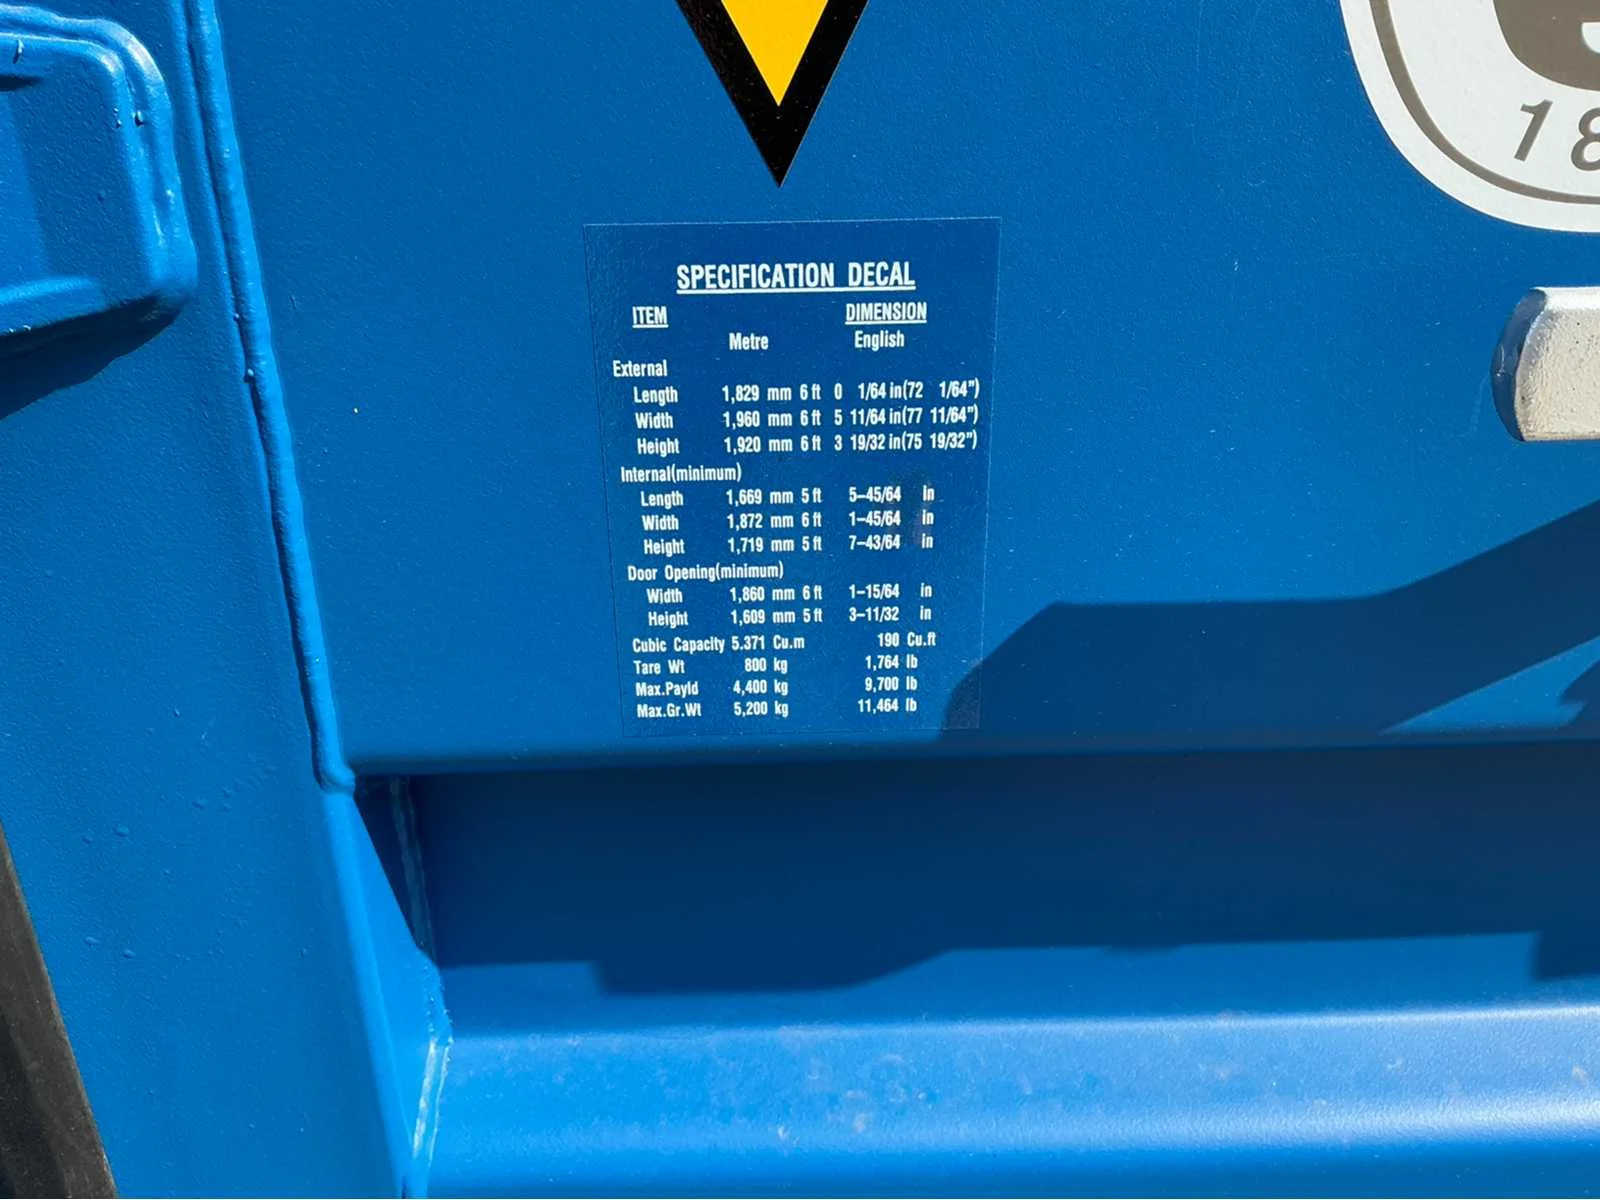 18
SPECIFICATION DECAL
ITEM DIMENSION
Metre English
External
Length 1,829 mm 6 ft 0 1/64 in(72 1/64")
Width 1,960 mm 6 ft 5 11/64 in(77 11/64")
Height 1,920 mm 6 ft 3 19/32 in(75 19/32")
Internal(minimum)
Length 1,669 mm 5 ft 5-45/64 in
Width 1,872 mm 6 ft 1-45/64 in
Height 1,719 mm 5 ft 7-43/64 in
Door Opening(minimum)
Width 1,860 mm 6 ft 1-15/64 in
Height 1,609 mm 5 ft 3-11/32 in
Cubic Capacity 5.371 Cu.m 190 Cu.ft
Tare Wt 800 kg 1,764 lb
Max.Payld 4,400 kg 9,700 lb
Max.Gr.Wt 5,200 kg 11,464 lb